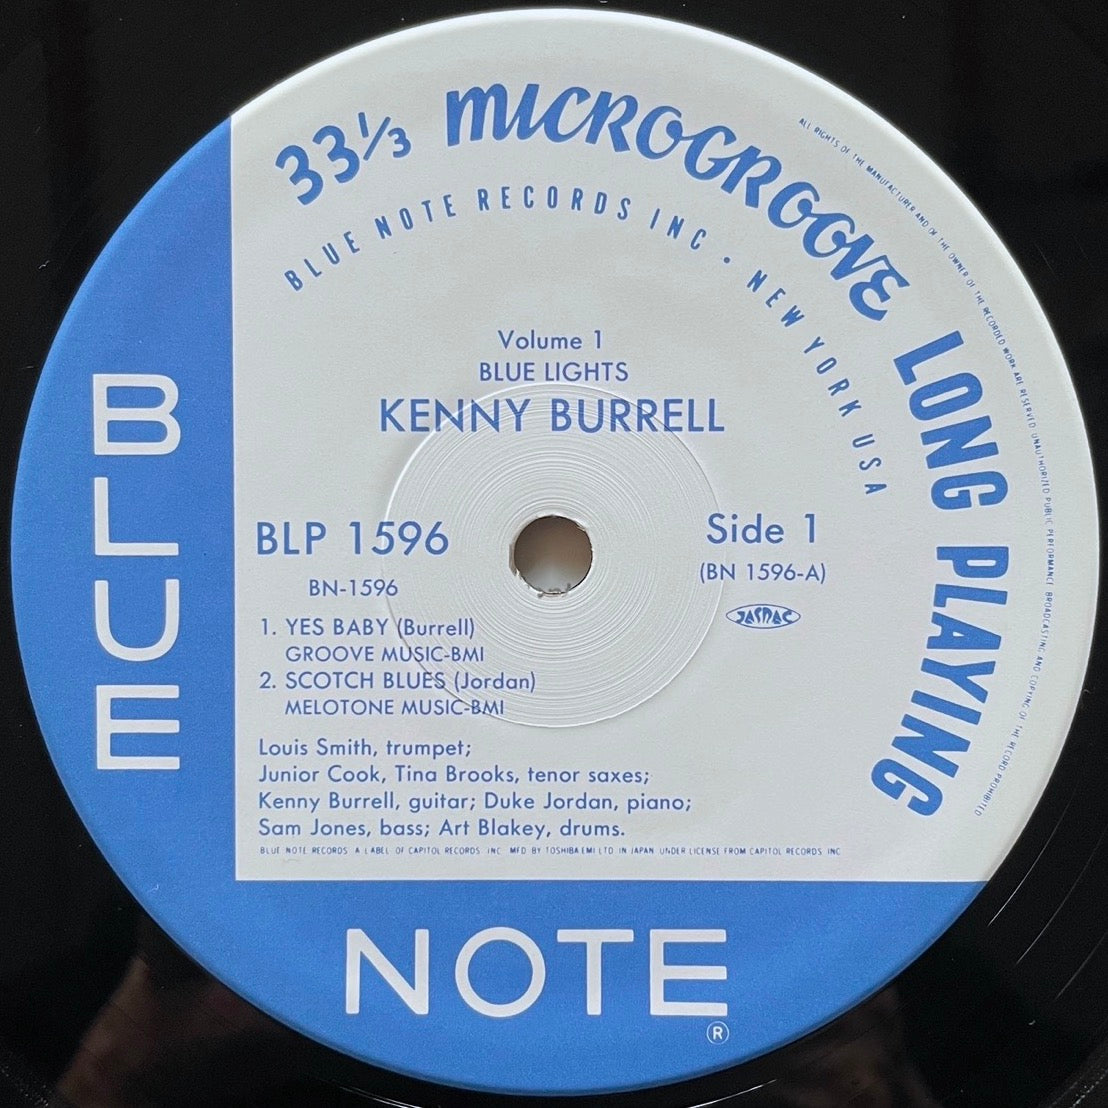 33⅓ MICROGROOVE LONG PLAYING
BLUE NOTE RECORDS INC · NEW YORK USA
ALL RIGHTS OF THE MANUFACTURER AND OF THE OWNER OF THE RECORDED WORK ARE RESERVED UNAUTHORIZED PUBLIC PERFORMANCE BROADCASTING AND COPYING OF THE RECORD PROHIBITED
Volume 1
BLUE LIGHTS
KENNY BURRELL
BLP 1596
BN-1596
Side 1
(BN 1596-A)
JASRAC
1. YES BABY (Burrell)
GROOVE MUSIC-BMI
2. SCOTCH BLUES (Jordan)
MELOTONE MUSIC-BMI
Louis Smith, trumpet;
Junior Cook, Tina Brooks, tenor saxes;
Kenny Burrell, guitar; Duke Jordan, piano;
Sam Jones, bass; Art Blakey, drums.
BLUE NOTE RECORDS A LABEL OF CAPITOL RECORDS INC MFD BY TOSHIBA EMI LTD IN JAPAN UNDER LICENSE FROM CAPITOL RECORDS INC
BLUE
NOTE
®